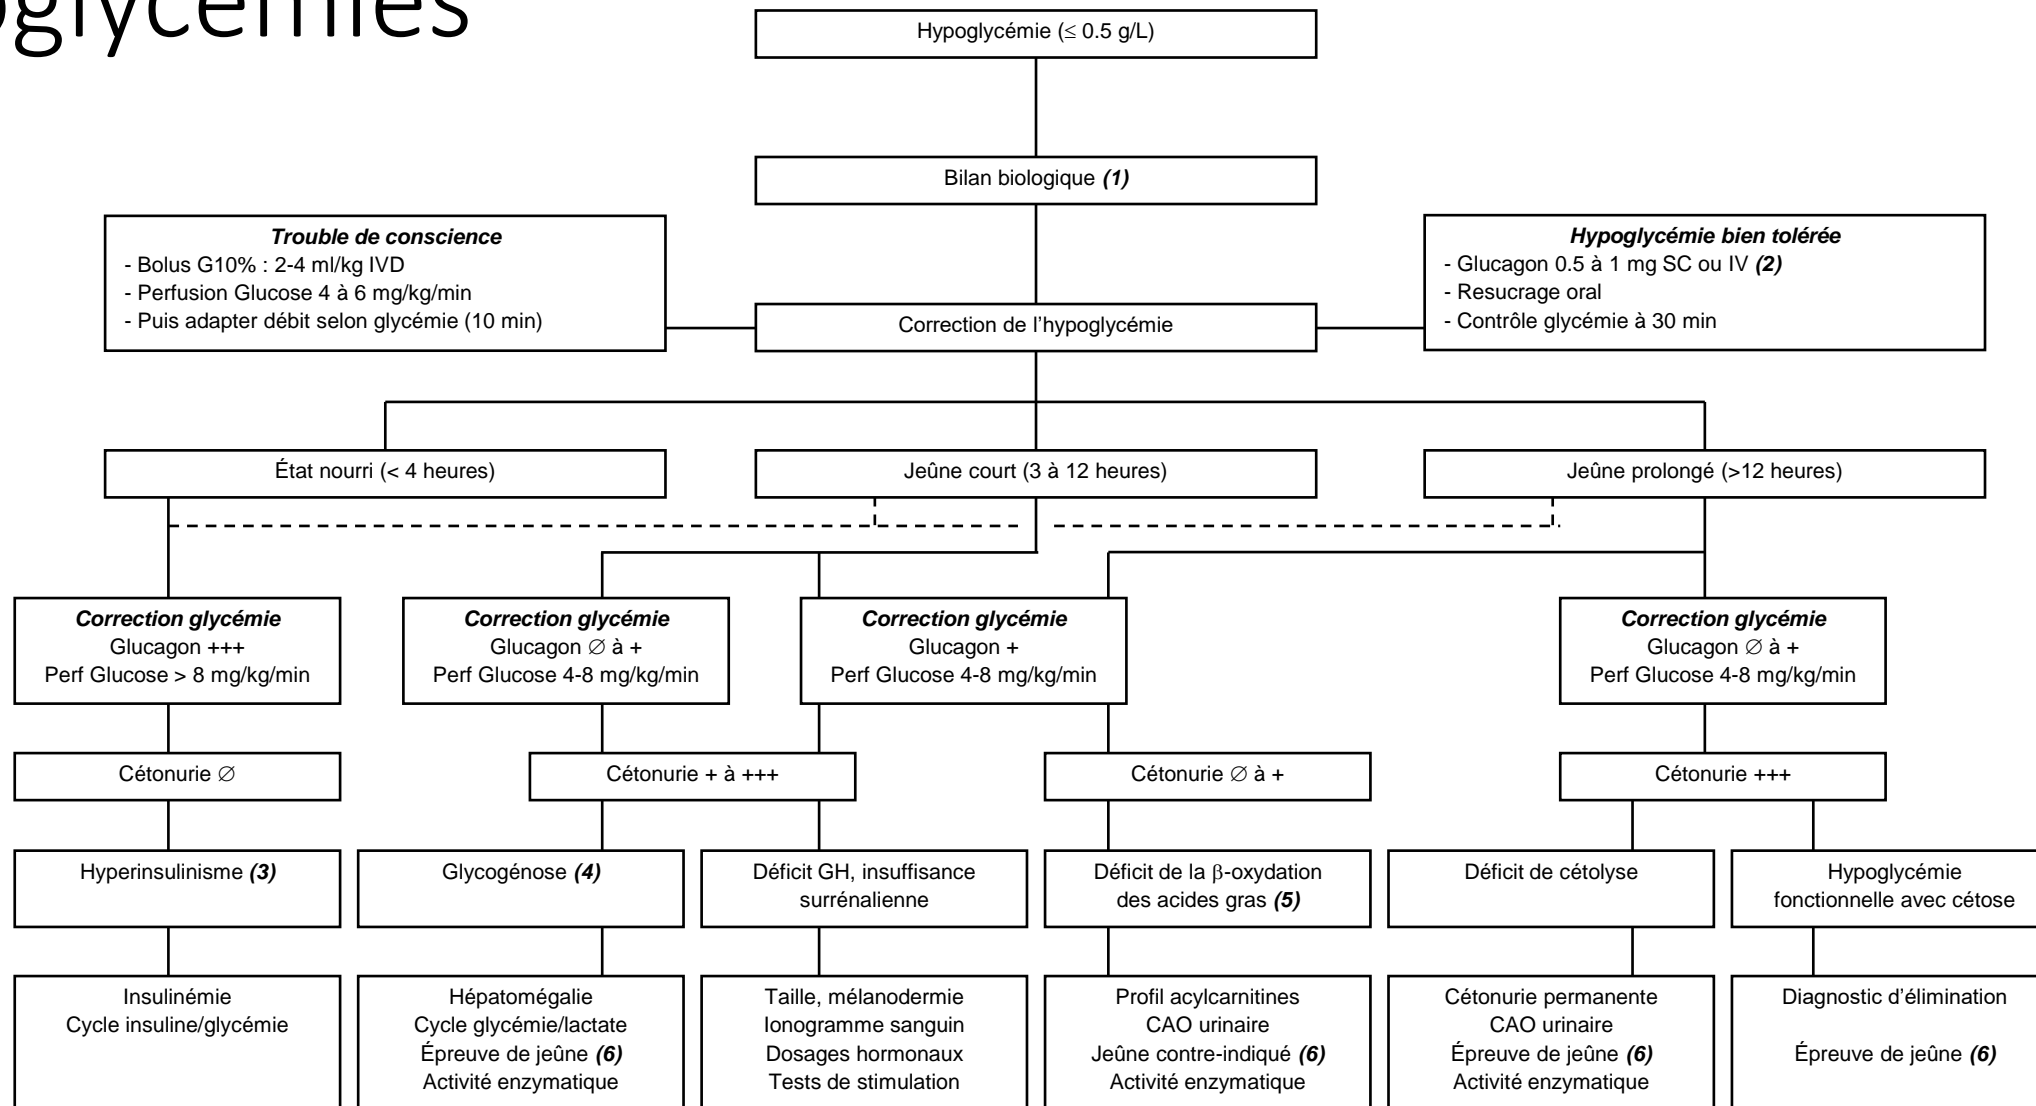 oglycémies
Hypoglycémie (≤ 0.5 g/L)
Bilan biologique (1)
Trouble de conscience
- Bolus G10% : 2-4 ml/kg IVD
- Perfusion Glucose 4 à 6 mg/kg/min
- Puis adapter débit selon glycémie (10 min)
Correction de l'hypoglycémie
Hypoglycémie bien tolérée
- Glucagon 0.5 à 1 mg SC ou IV (2)
- Resucrage oral
- Contrôle glycémie à 30 min
État nourri (< 4 heures)
Jeûne court (3 à 12 heures)
Jeûne prolongé (>12 heures)
Correction glycémie
Glucagon +++
Perf Glucose > 8 mg/kg/min
Correction glycémie
Glucagon ∅ à +
Perf Glucose 4-8 mg/kg/min
Correction glycémie
Glucagon +
Perf Glucose 4-8 mg/kg/min
Correction glycémie
Glucagon ∅ à +
Perf Glucose 4-8 mg/kg/min
Cétonurie ∅
Cétonurie + à +++
Cétonurie ∅ à +
Cétonurie +++
Hyperinsulinisme (3)
Glycogénose (4)
Déficit GH, insuffisance
surrénalienne
Déficit de la β-oxydation
des acides gras (5)
Déficit de cétolyse
Hypoglycémie
fonctionnelle avec cétose
Insulinémie
Cycle insuline/glycémie
Hépatomégalie
Cycle glycémie/lactate
Épreuve de jeûne (6)
Activité enzymatique
Taille, mélanodermie
Ionogramme sanguin
Dosages hormonaux
Tests de stimulation
Profil acylcarnitines
CAO urinaire
Jeûne contre-indiqué (6)
Activité enzymatique
Cétonurie permanente
CAO urinaire
Épreuve de jeûne (6)
Activité enzymatique
Diagnostic d'élimination
Épreuve de jeûne (6)